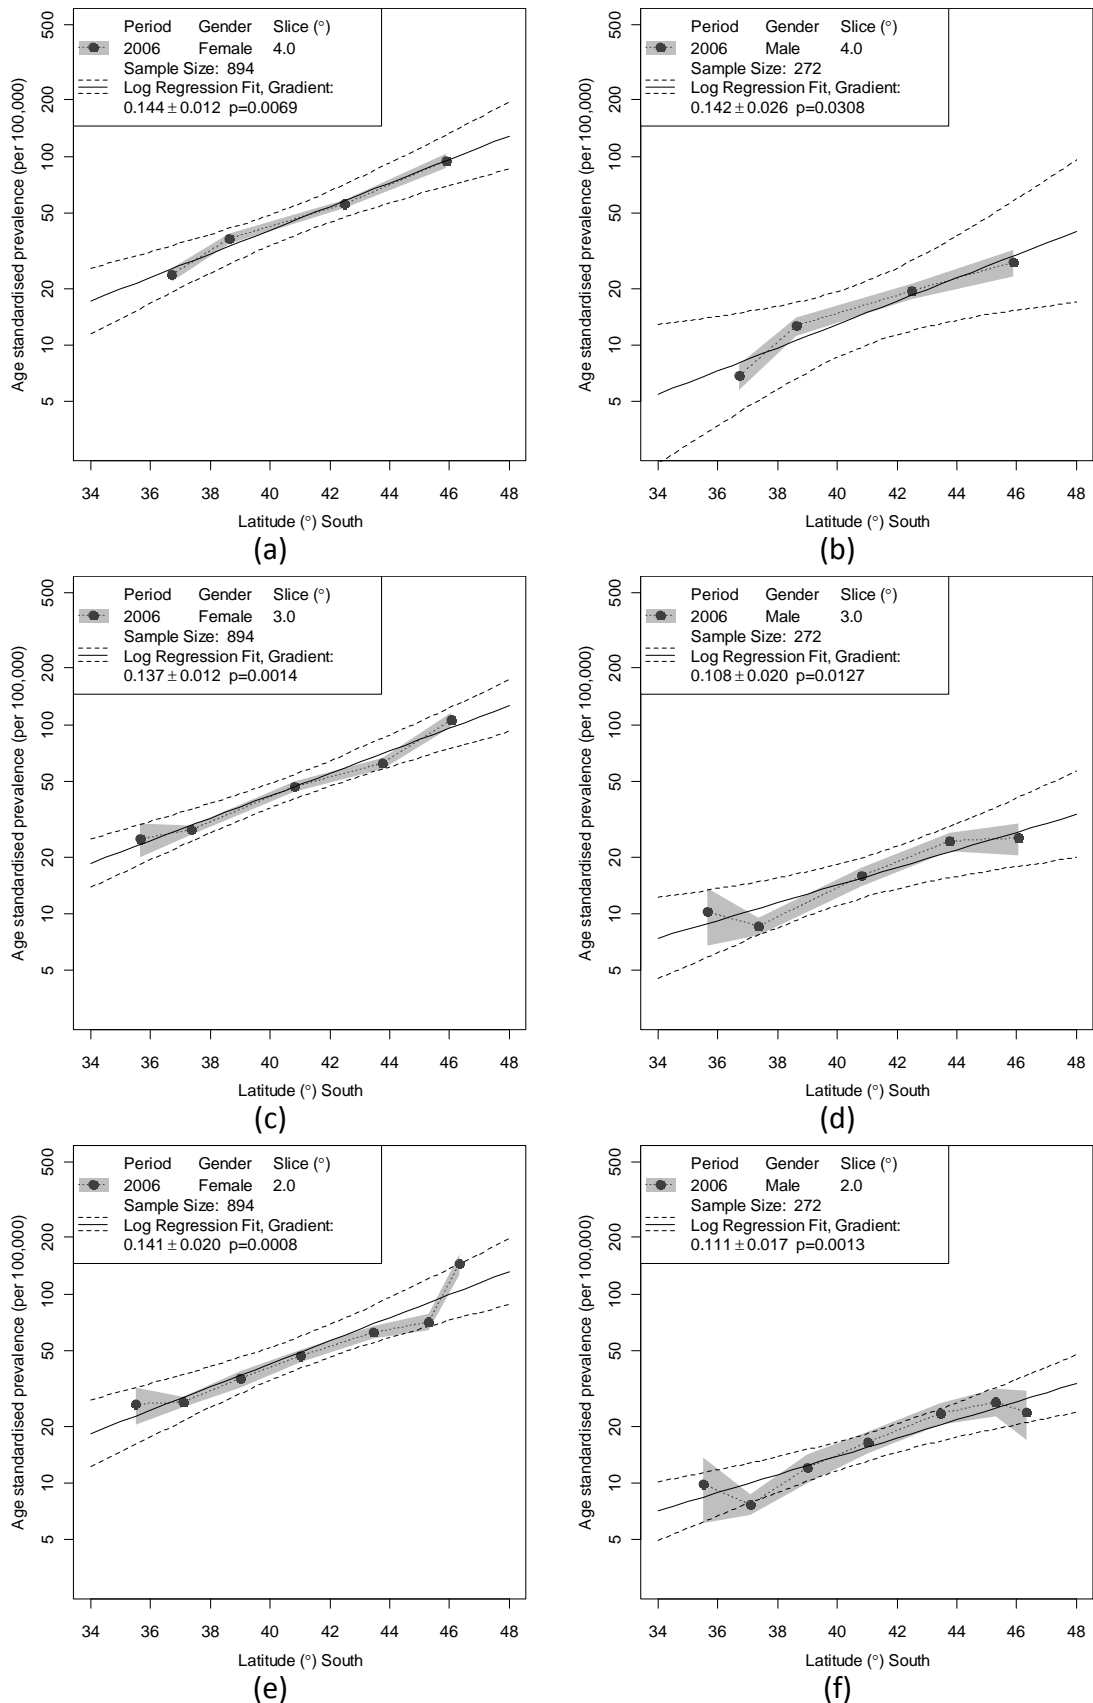 Period Gender Slice (°)
2006 Female 4.0
Sample Size: 894
Log Regression Fit, Gradient:
0.144 ± 0.012 p=0.0069
Age standardised prevalence (per 100,000)
500
200
100
50
20
10
5
34 36 38 40 42 44 46 48
Latitude (°) South
(a)
Period Gender Slice (°)
2006 Male 4.0
Sample Size: 272
Log Regression Fit, Gradient:
0.142 ± 0.026 p=0.0308
Age standardised prevalence (per 100,000)
500
200
100
50
20
10
5
34 36 38 40 42 44 46 48
Latitude (°) South
(b)
Period Gender Slice (°)
2006 Female 3.0
Sample Size: 894
Log Regression Fit, Gradient:
0.137 ± 0.012 p=0.0014
Age standardised prevalence (per 100,000)
500
200
100
50
20
10
5
34 36 38 40 42 44 46 48
Latitude (°) South
(c)
Period Gender Slice (°)
2006 Male 3.0
Sample Size: 272
Log Regression Fit, Gradient:
0.108 ± 0.020 p=0.0127
Age standardised prevalence (per 100,000)
500
200
100
50
20
10
5
34 36 38 40 42 44 46 48
Latitude (°) South
(d)
Period Gender Slice (°)
2006 Female 2.0
Sample Size: 894
Log Regression Fit, Gradient:
0.141 ± 0.020 p=0.0008
Age standardised prevalence (per 100,000)
500
200
100
50
20
10
5
34 36 38 40 42 44 46 48
Latitude (°) South
(e)
Period Gender Slice (°)
2006 Male 2.0
Sample Size: 272
Log Regression Fit, Gradient:
0.111 ± 0.017 p=0.0013
Age standardised prevalence (per 100,000)
500
200
100
50
20
10
5
34 36 38 40 42 44 46 48
Latitude (°) South
(f)